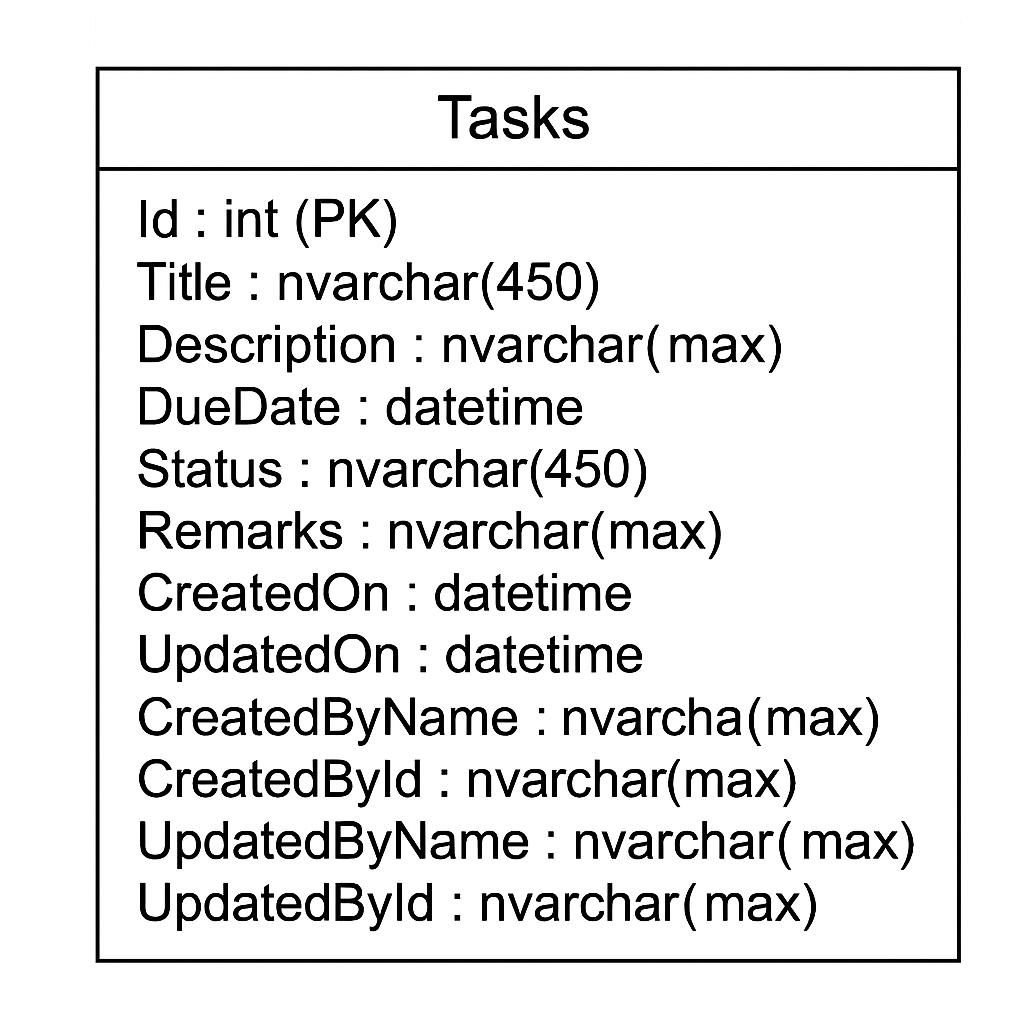 Tasks
Id : int (PK)
Title : nvarchar(450)
Description : nvarchar(max)
DueDate : datetime
Status : nvarchar(450)
Remarks : nvarchar(max)
CreatedOn : datetime
UpdatedOn : datetime
CreatedByName : nvarcha(max)
CreatedById : nvarchar(max)
UpdatedByName : nvarchar(max)
UpdatedById : nvarchar(max)